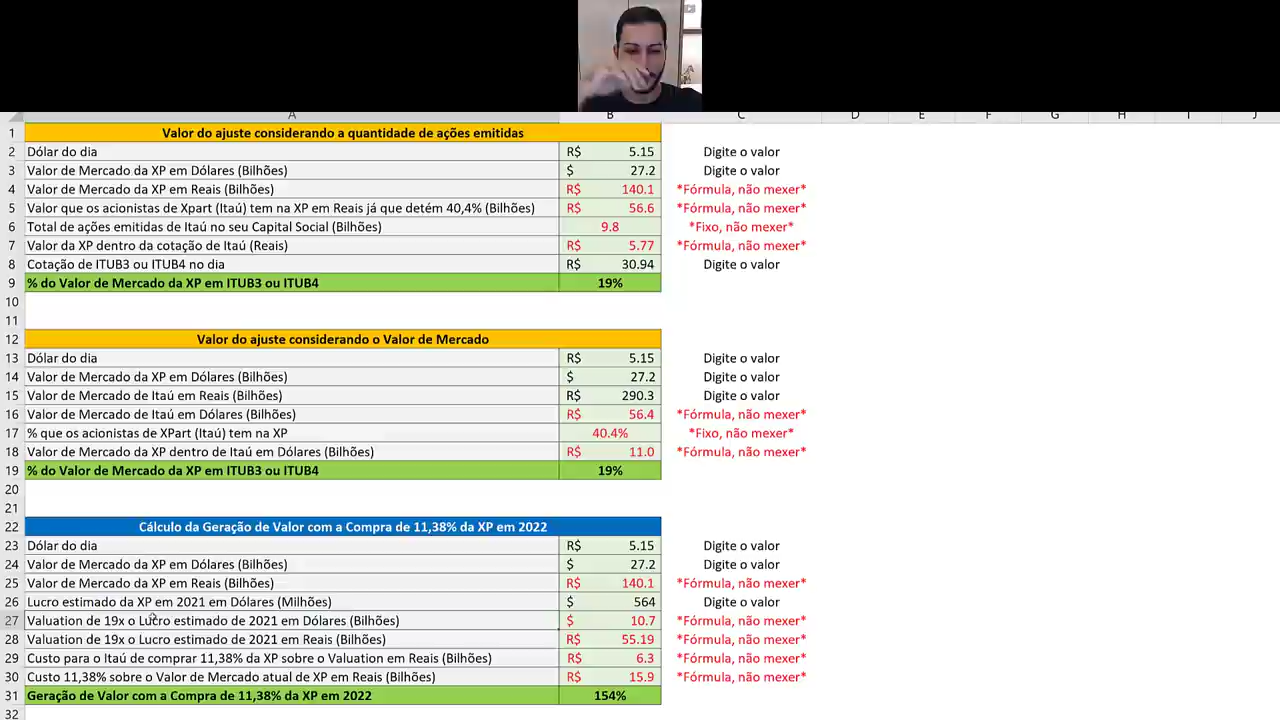 A B C D E F G H I J
1 Valor do ajuste considerando a quantidade de ações emitidas
2 Dólar do dia R$ 5.15 Digite o valor
3 Valor de Mercado da XP em Dólares (Bilhões) $ 27.2 Digite o valor
4 Valor de Mercado da XP em Reais (Bilhões) R$ 140.1 *Fórmula, não mexer*
5 Valor que os acionistas de Xpart (Itaú) tem na XP em Reais já que detém 40,4% (Bilhões) R$ 56.6 *Fórmula, não mexer*
6 Total de ações emitidas de Itaú no seu Capital Social (Bilhões) 9.8 *Fixo, não mexer*
7 Valor da XP dentro da cotação de Itaú (Reais) R$ 5.77 *Fórmula, não mexer*
8 Cotação de ITUB3 ou ITUB4 no dia R$ 30.94 Digite o valor
9 % do Valor de Mercado da XP em ITUB3 ou ITUB4 19%
10
11
12 Valor do ajuste considerando o Valor de Mercado
13 Dólar do dia R$ 5.15 Digite o valor
14 Valor de Mercado da XP em Dólares (Bilhões) $ 27.2 Digite o valor
15 Valor de Mercado de Itaú em Reais (Bilhões) R$ 290.3 Digite o valor
16 Valor de Mercado de Itaú em Dólares (Bilhões) R$ 56.4 *Fórmula, não mexer*
17 % que os acionistas de XPart (Itaú) tem na XP 40.4% *Fixo, não mexer*
18 Valor de Mercado da XP dentro de Itaú em Dólares (Bilhões) R$ 11.0 *Fórmula, não mexer*
19 % do Valor de Mercado da XP em ITUB3 ou ITUB4 19%
20
21
22 Cálculo da Geração de Valor com a Compra de 11,38% da XP em 2022
23 Dólar do dia R$ 5.15 Digite o valor
24 Valor de Mercado da XP em Dólares (Bilhões) $ 27.2 Digite o valor
25 Valor de Mercado da XP em Reais (Bilhões) R$ 140.1 *Fórmula, não mexer*
26 Lucro estimado da XP em 2021 em Dólares (Milhões) $ 564 Digite o valor
27 Valuation de 19x o Lucro estimado de 2021 em Dólares (Bilhões) $ 10.7 *Fórmula, não mexer*
28 Valuation de 19x o Lucro estimado de 2021 em Reais (Bilhões) R$ 55.19 *Fórmula, não mexer*
29 Custo para o Itaú de comprar 11,38% da XP sobre o Valuation em Reais (Bilhões) R$ 6.3 *Fórmula, não mexer*
30 Custo 11,38% sobre o Valor de Mercado atual de XP em Reais (Bilhões) R$ 15.9 *Fórmula, não mexer*
31 Geração de Valor com a Compra de 11,38% da XP em 2022 154%
32